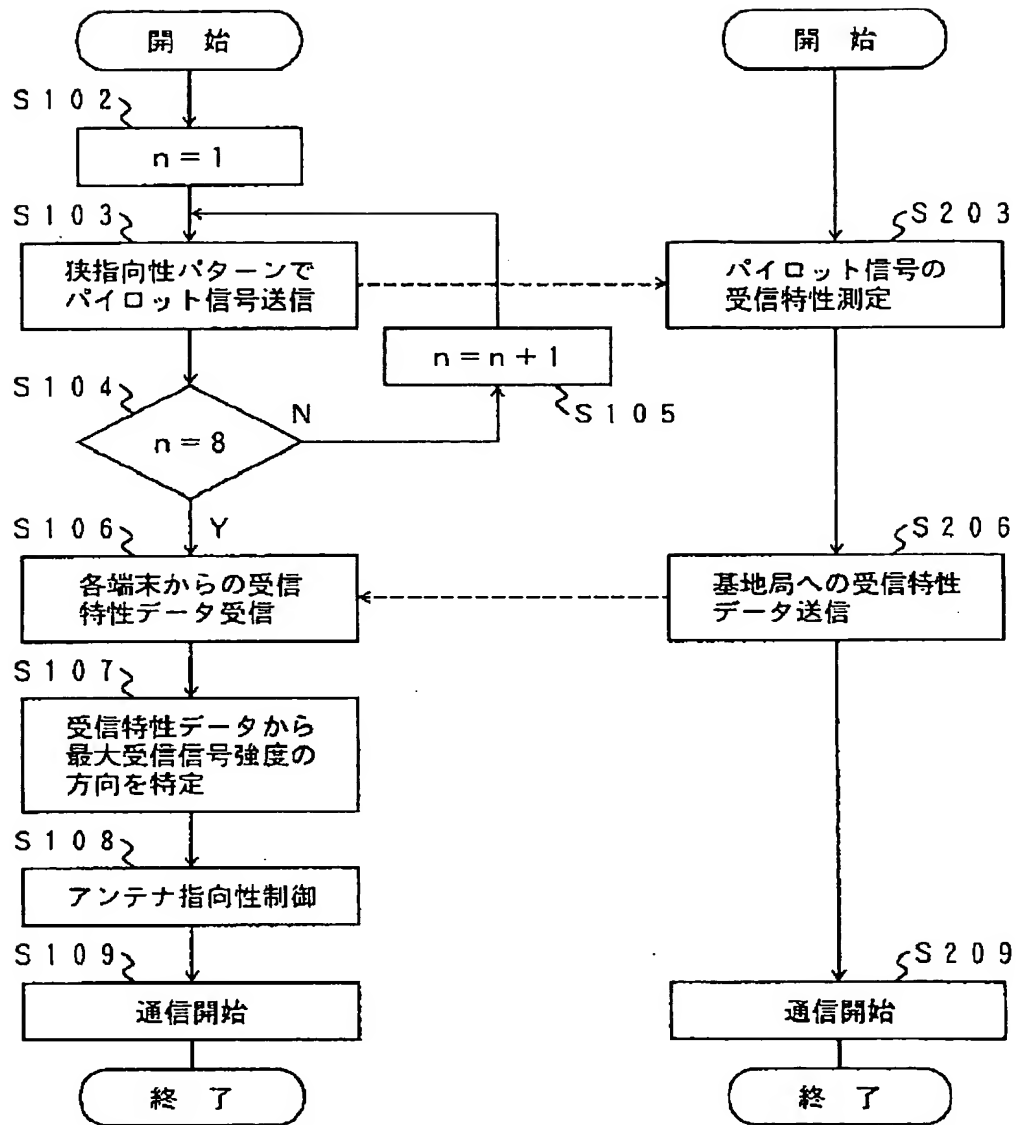 開始
S102
n=1
S103
狭指向性パターンで
パイロット信号送信
n=n+1
S105
S104
n=8
N
Y
S106
各端末からの受信
特性データ受信
S107
受信特性データから
最大受信信号強度の
方向を特定
S108
アンテナ指向性制御
S109
通信開始
終了
開始
S203
パイロット信号の
受信特性測定
S206
基地局への受信特性
データ送信
S209
通信開始
終了